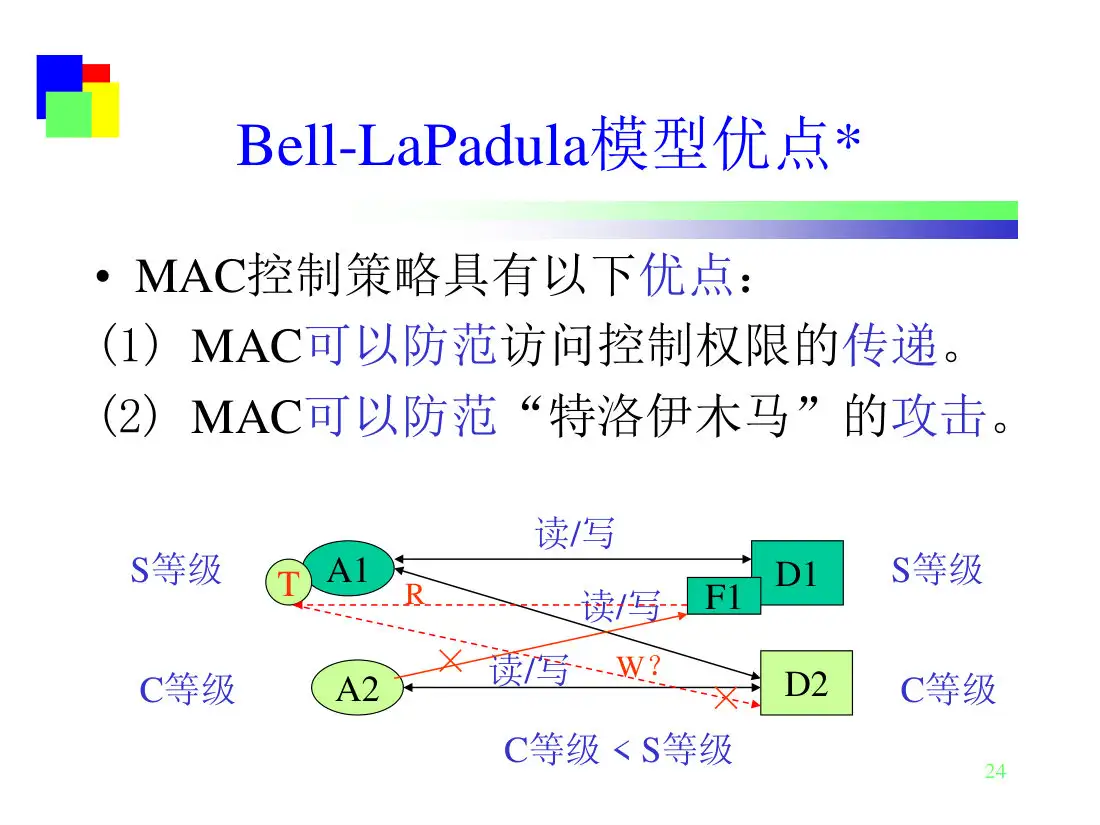 Bell-LaPadula模型优点*
• MAC控制策略具有以下优点：
(1) MAC可以防范访问控制权限的传递。
(2) MAC可以防范“特洛伊木马”的攻击。
读/写
S等级
T
A1
D1
S等级
R
读/写
F1
C等级
A2
读/写
W？
D2
C等级
C等级 < S等级
24